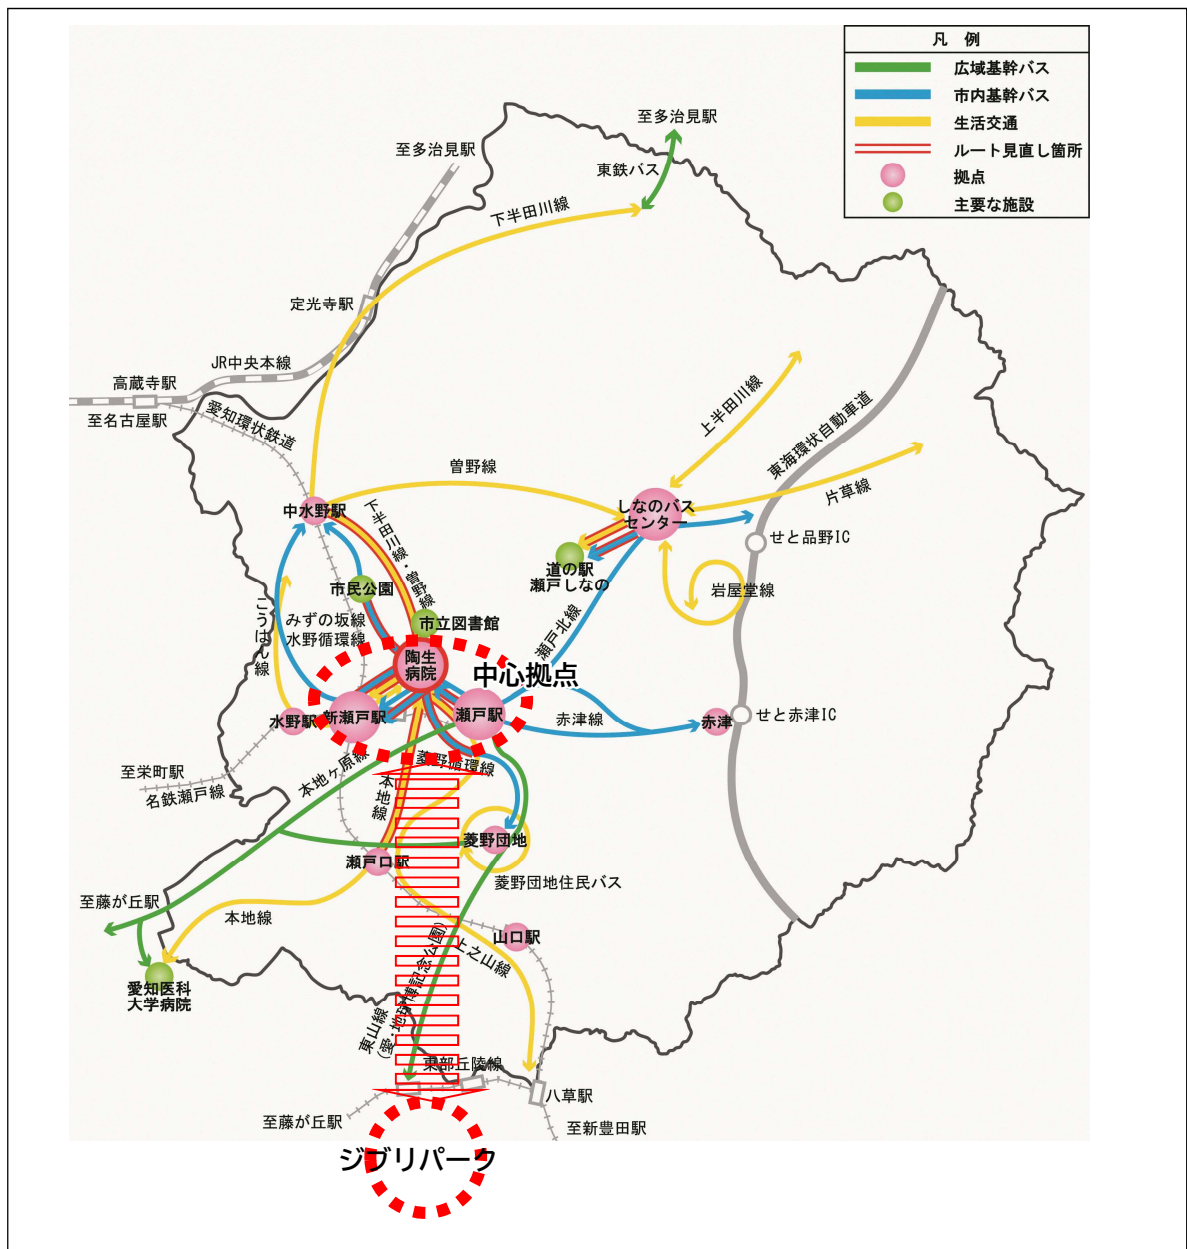 凡 例
広域基幹バス
市内基幹バス
生活交通
ルート見直し箇所
拠点
主要な施設
至多治見駅
東鉄バス
至多治見駅
下半田川線
定光寺駅
JR中央本線
高蔵寺駅
至名古屋駅
愛知環状鉄道
上半田川線
東海環状自動車道
曽野線
片草線
中水野駅
下半田川線・曽野線
しなのバス
センター
せと品野IC
道の駅
瀬戸しなの
岩屋堂線
市民公園
こうはん線
みずの坂線
水野循環線
市立図書館
瀬戸北線
陶生
病院
中心拠点
水野駅
新瀬戸駅
瀬戸駅
赤津線
赤津
せと赤津IC
至栄町駅
名鉄瀬戸線
本地ヶ原線
菱野循環線
本地線
菱野団地
瀬戸口駅
菱野団地住民バス
至藤が丘駅
本地線
山口駅
上之山線
愛知医科
大学病院
東山線
(愛・地球博記念公園)
東部丘陵線
八草駅
至藤が丘駅
至新豊田駅
ジブリパーク